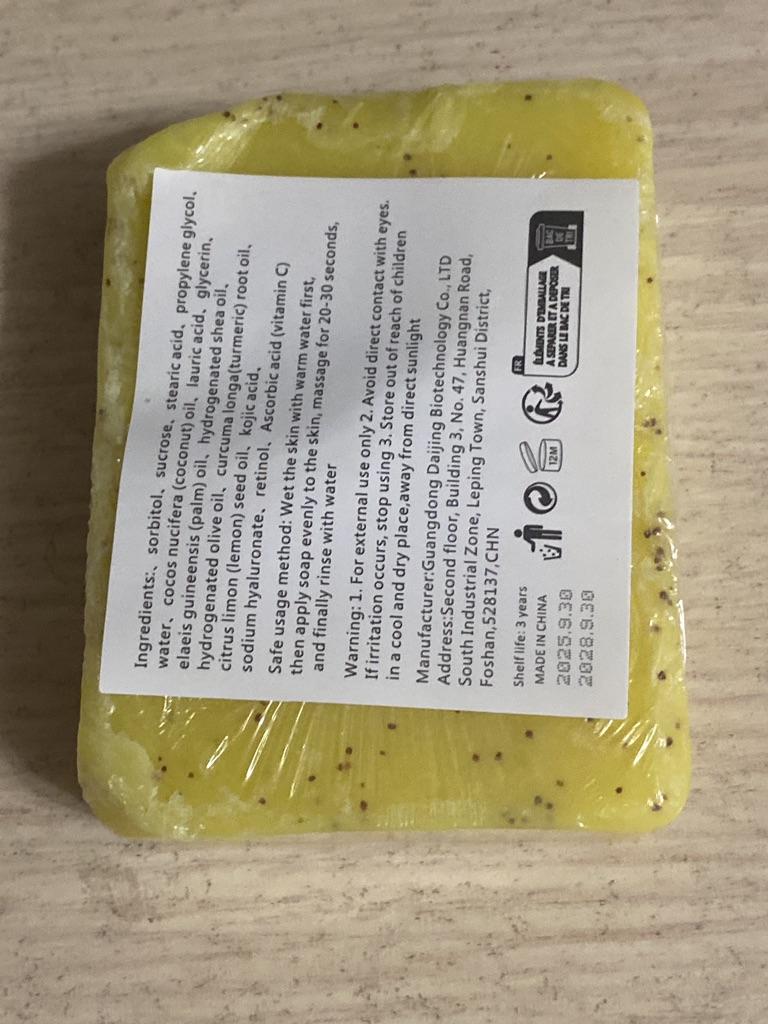 Ingredients:、sorbitol、sucrose、stearic acid、propylene glycol、
water、cocos nucifera (coconut) oil、lauric acid、glycerin、
elaeis guineensis (palm) oil、hydrogenated shea oil、
hydrogenated olive oil、curcuma longa(turmeric) root oil、
citrus limon (lemon) seed oil、kojic acid、
sodium hyaluronate、retinol、Ascorbic acid (vitamin C)
Safe usage method: Wet the skin with warm water first,
then apply soap evenly to the skin, massage for 20-30 seconds,
and finally rinse with water
Warning: 1. For external use only 2. Avoid direct contact with eyes.
If irritation occurs, stop using 3. Store out of reach of children
in a cool and dry place,away from direct sunlight
Manufacturer:Guangdong Daijing Biotechnology Co., LTD
Address:Second floor, Building 3, No. 47, Huangnan Road,
South Industrial Zone, Leping Town, Sanshui District,
Foshan,528137,CHN
Shelf life: 3 years
MADE IN CHINA
2025.9.30
2028.9.30
12M
FR
ÉLÉMENTS D'EMBALLAGE
À SÉPARER ET À DÉPOSER
DANS LE BAC DE TRI
BAC
DE
TRI